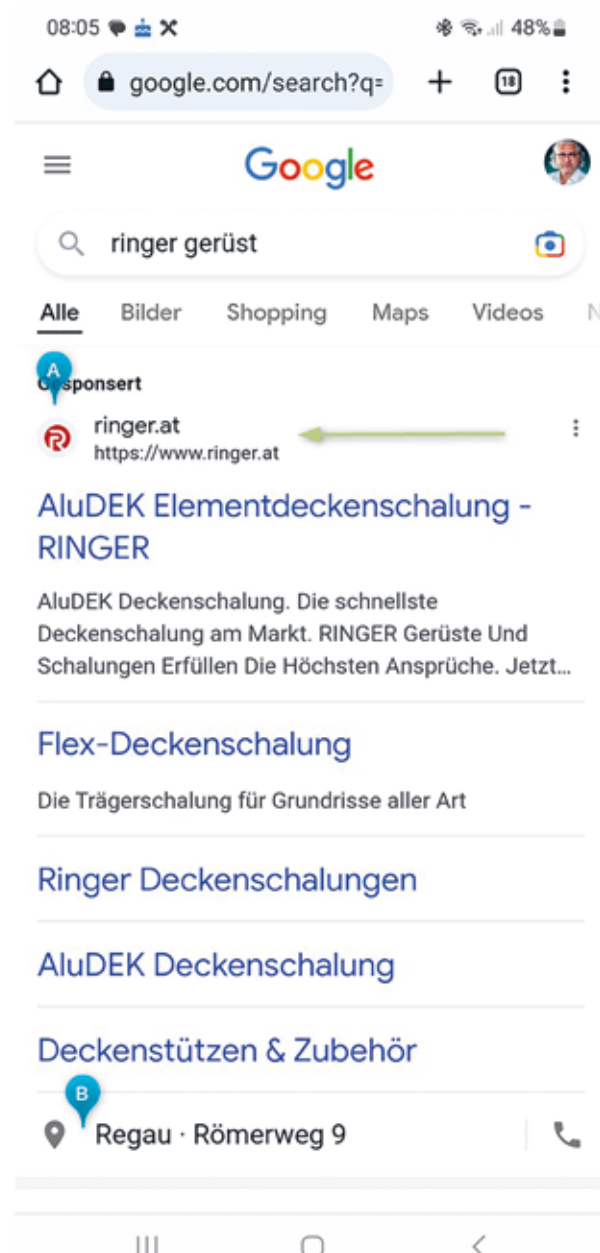 08:05 48%
google.com/search?q= 18
Google
ringer gerüst
Alle Bilder Shopping Maps Videos N
A
Gesponsert
ringer.at
https://www.ringer.at
AluDEK Elementdeckenschalung -
RINGER
AluDEK Deckenschalung. Die schnellste
Deckenschalung am Markt. RINGER Gerüste Und
Schalungen Erfüllen Die Höchsten Ansprüche. Jetzt...
Flex-Deckenschalung
Die Trägerschalung für Grundrisse aller Art
Ringer Deckenschalungen
AluDEK Deckenschalung
Deckenstützen & Zubehör
B
Regau · Römerweg 9